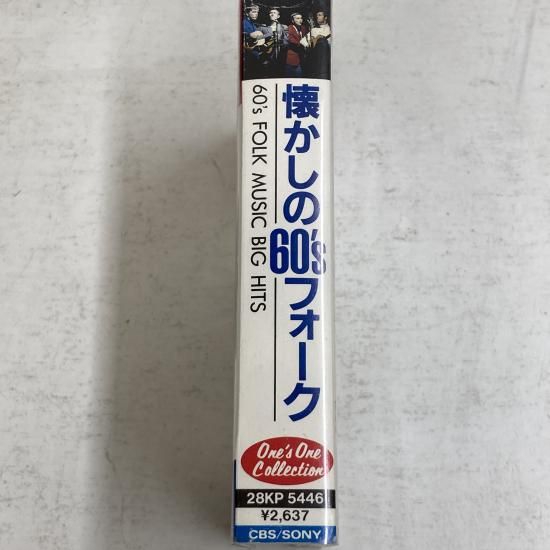 懐かしの60'sフォーク
60's FOLK MUSIC BIG HITS
One's One
Collection
28KP 5446
¥2,637
CBS/SONY